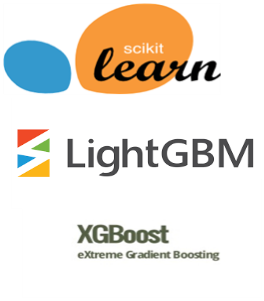 scikit
learn
LightGBM
XGBoost
eXtreme Gradient Boosting